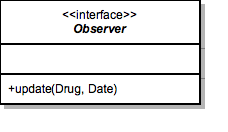 <<interface>>
Observer
+update(Drug, Date)